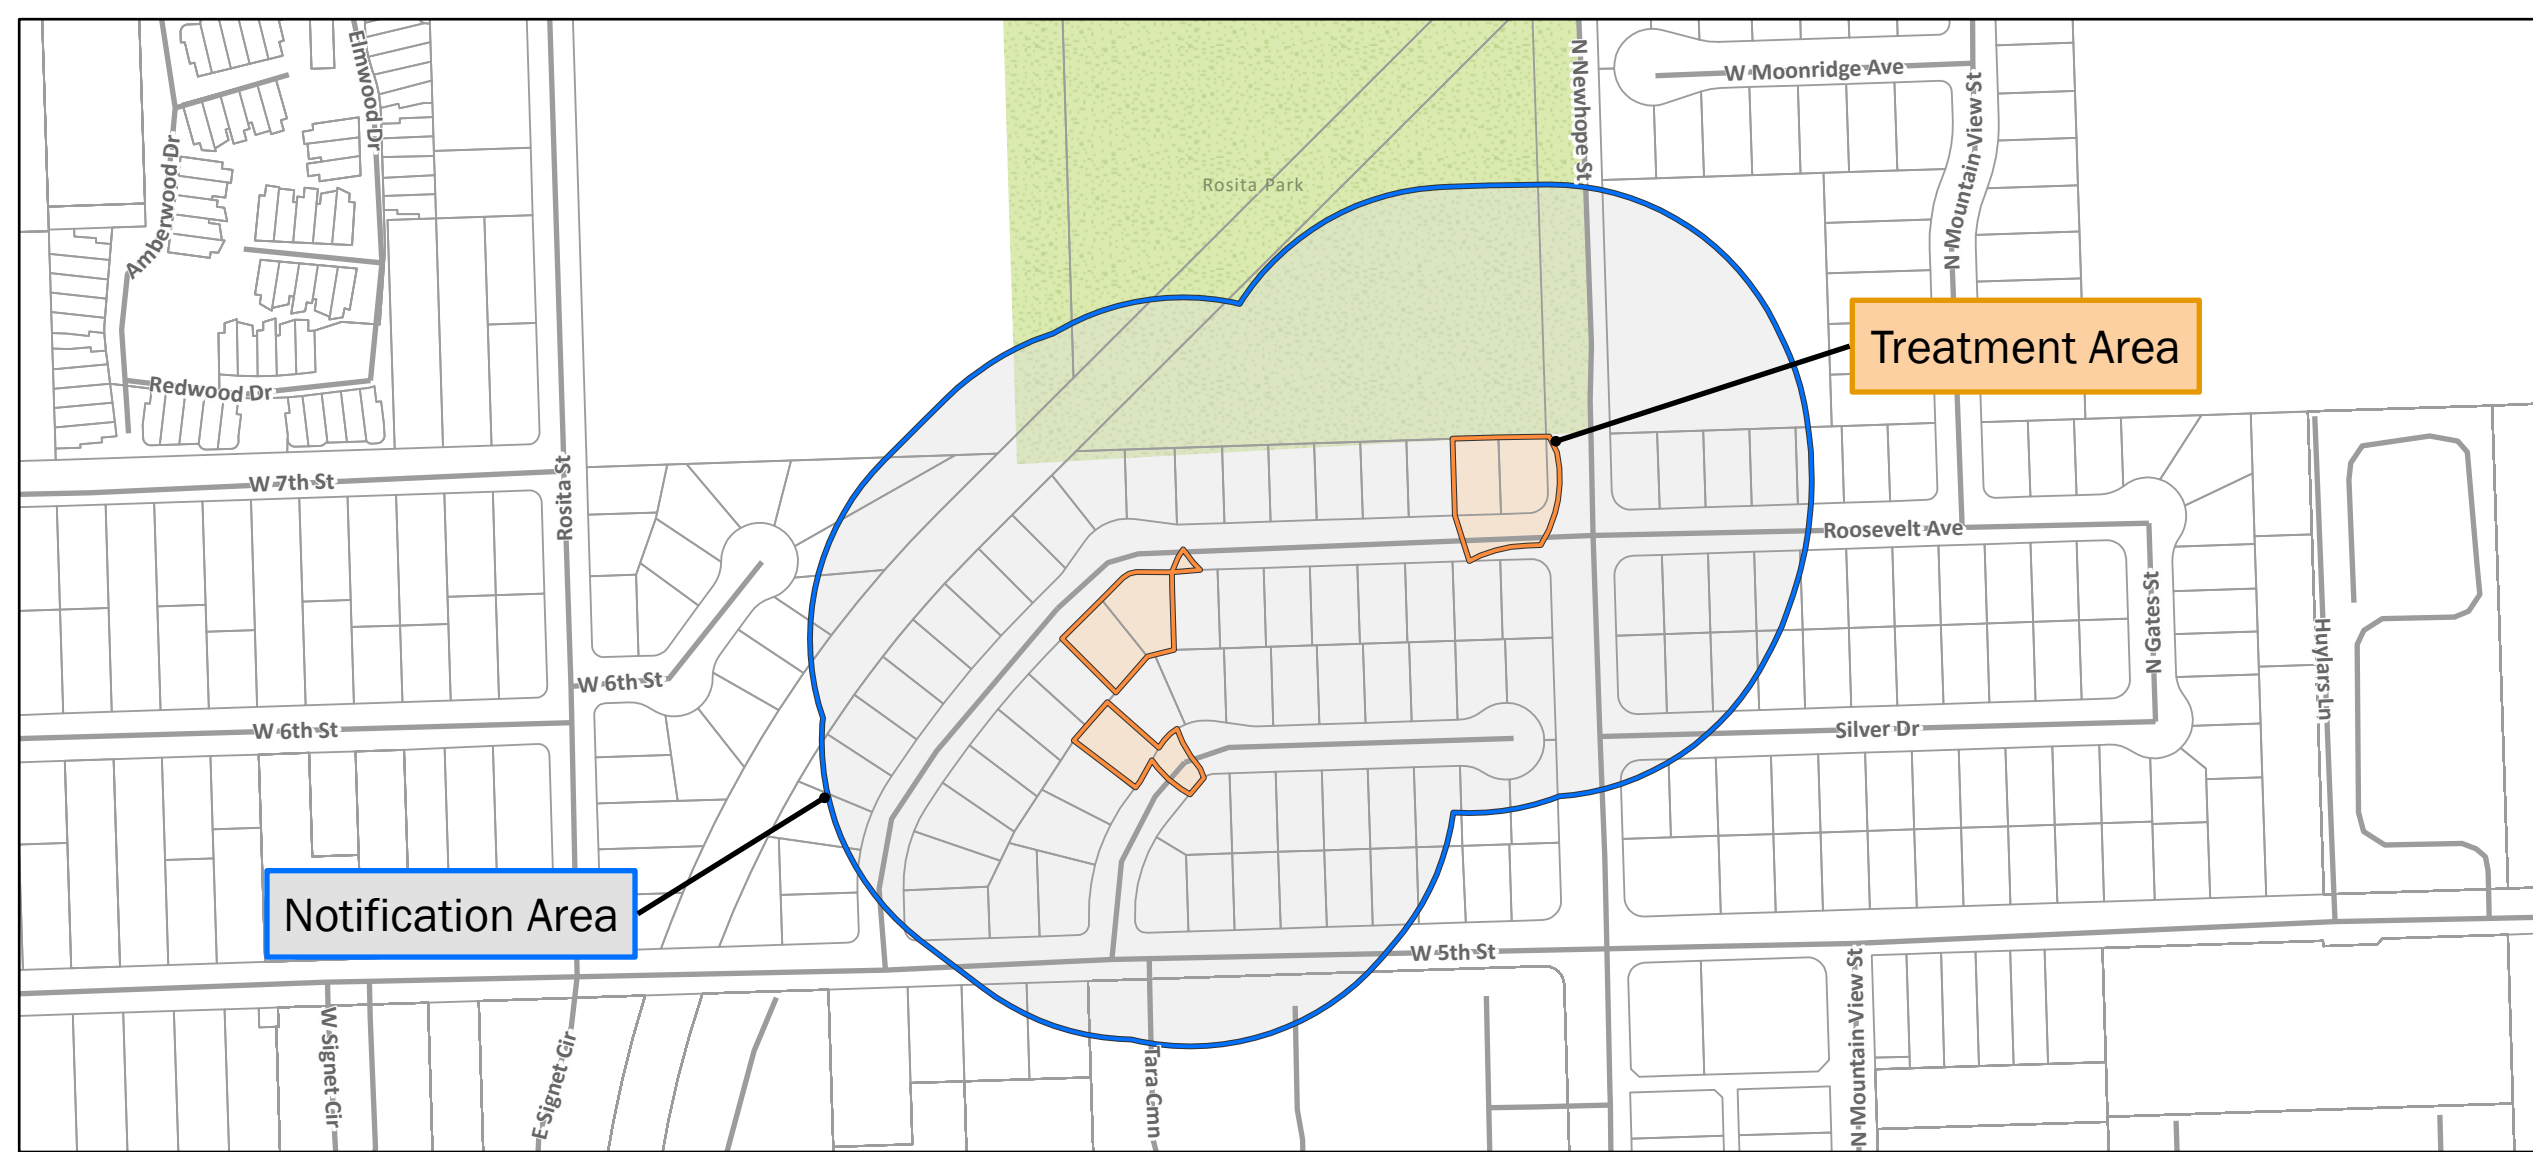 Elmwood Dr
N Newhope St
W Moonridge Ave
N Mountain View St
Amberwood Dr
Rosita Park
Treatment Area
Redwood Dr
W 7th St
Rosita St
Roosevelt Ave
N Gates St
Huylars Ln
W 6th St
W 6th St
Silver Dr
Notification Area
W 5th St
W Signet Cir
E Signet Cir
Tara Cmn
N Mountain View St